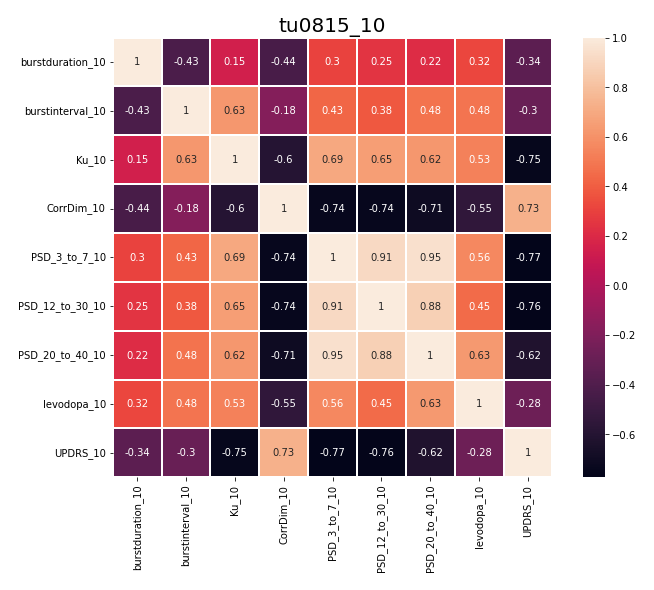 tu0815_10
burstduration_10 1 -0.43 0.15 -0.44 0.3 0.25 0.22 0.32 -0.34
burstinterval_10 -0.43 1 0.63 -0.18 0.43 0.38 0.48 0.48 -0.3
Ku_10 0.15 0.63 1 -0.6 0.69 0.65 0.62 0.53 -0.75
CorrDim_10 -0.44 -0.18 -0.6 1 -0.74 -0.74 -0.71 -0.55 0.73
PSD_3_to_7_10 0.3 0.43 0.69 -0.74 1 0.91 0.95 0.56 -0.77
PSD_12_to_30_10 0.25 0.38 0.65 -0.74 0.91 1 0.88 0.45 -0.76
PSD_20_to_40_10 0.22 0.48 0.62 -0.71 0.95 0.88 1 0.63 -0.62
levodopa_10 0.32 0.48 0.53 -0.55 0.56 0.45 0.63 1 -0.28
UPDRS_10 -0.34 -0.3 -0.75 0.73 -0.77 -0.76 -0.62 -0.28 1
burstduration_10
burstinterval_10
Ku_10
CorrDim_10
PSD_3_to_7_10
PSD_12_to_30_10
PSD_20_to_40_10
levodopa_10
UPDRS_10
1.0
0.8
0.6
0.4
0.2
0.0
−0.2
−0.4
−0.6